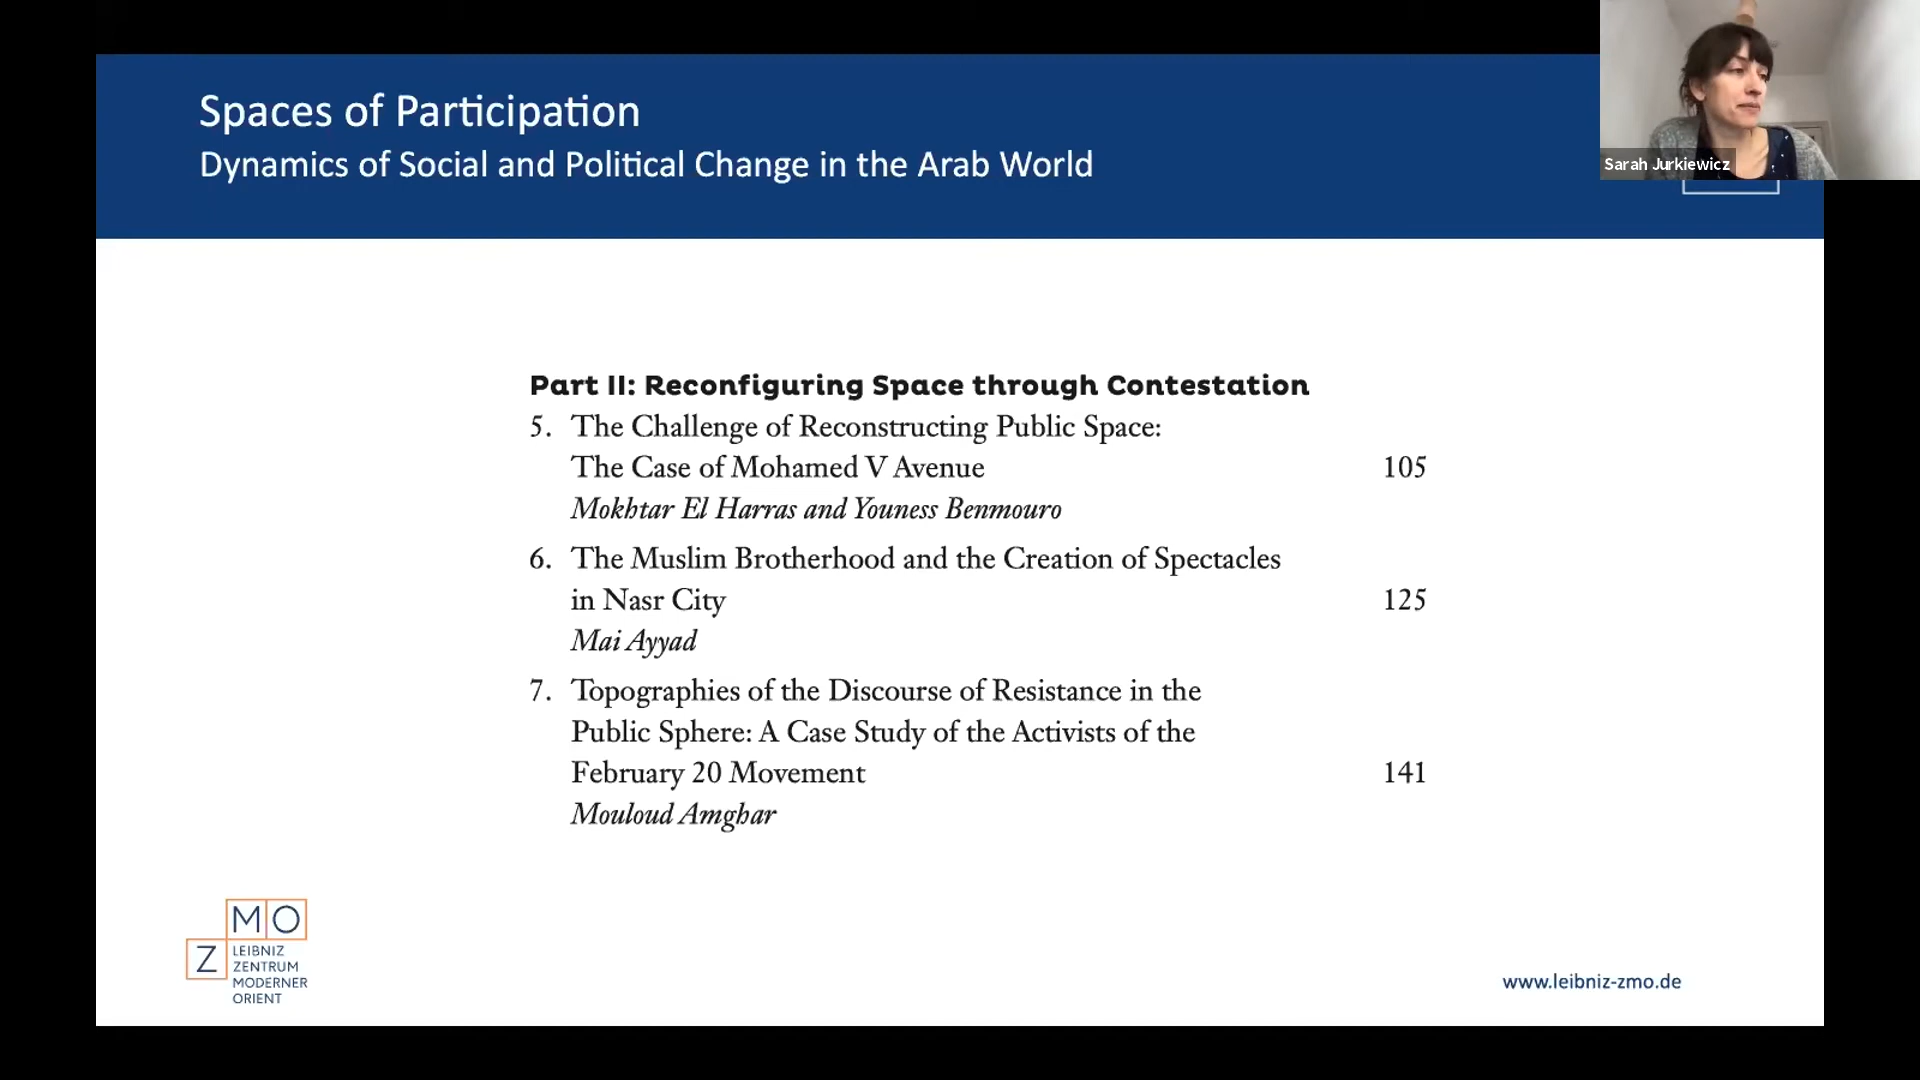 Spaces of Participation
Dynamics of Social and Political Change in the Arab World
Sarah Jurkiewicz
Part II: Reconfiguring Space through Contestation
5. The Challenge of Reconstructing Public Space:
The Case of Mohamed V Avenue 105
Mokhtar El Harras and Youness Benmouro
6. The Muslim Brotherhood and the Creation of Spectacles
in Nasr City 125
Mai Ayyad
7. Topographies of the Discourse of Resistance in the
Public Sphere: A Case Study of the Activists of the
February 20 Movement 141
Mouloud Amghar
MO
Z
LEIBNIZ
ZENTRUM
MODERNER
ORIENT
www.leibniz-zmo.de